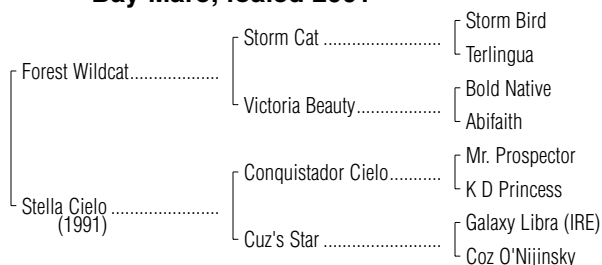 Bay Mare; foaled 2001
Storm Bird
Storm Cat
Terlingua
Forest Wildcat
Bold Native
Victoria Beauty
Abifaith
Mr. Prospector
Conquistador Cielo
K D Princess
Stella Cielo
(1991)
Galaxy Libra (IRE)
Cuz's Star
Coz O'Nijinsky